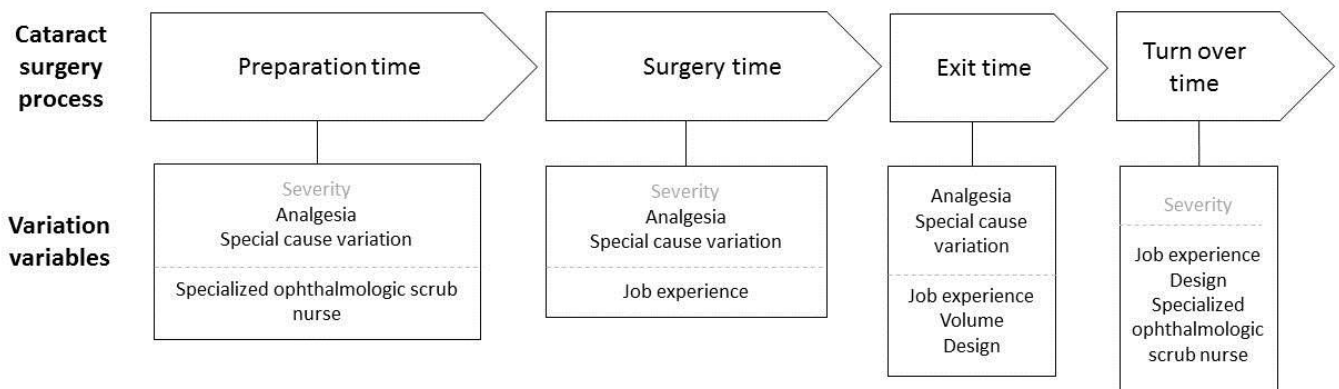 Cataract
surgery
process
Preparation time
Surgery time
Exit time
Turn over
time
Variation
variables
Severity
Analgesia
Special cause variation
Specialized ophthalmologic scrub
nurse
Severity
Analgesia
Special cause variation
Job experience
Analgesia
Special cause
variation
Job experience
Volume
Design
Severity
Job experience
Design
Specialized
ophthalmologic
scrub nurse